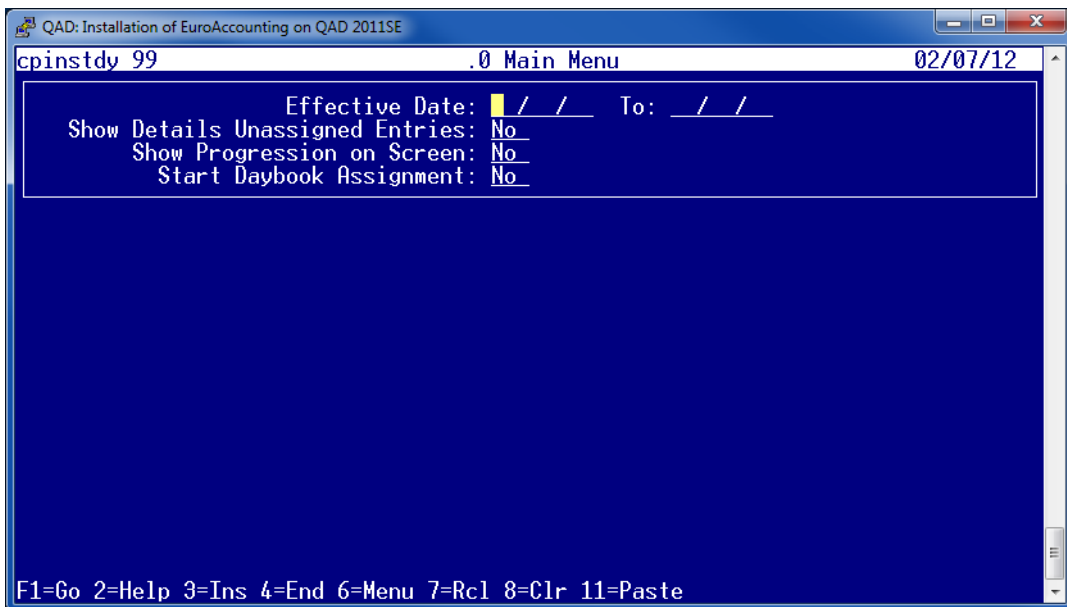 QAD: Installation of EuroAccounting on QAD 2011SE
cpinstdy 99 .0 Main Menu 02/07/12
Effective Date: / / To: / /
Show Details Unassigned Entries: No
Show Progression on Screen: No
Start Daybook Assignment: No
F1=Go 2=Help 3=Ins 4=End 6=Menu 7=Rcl 8=Clr 11=Paste